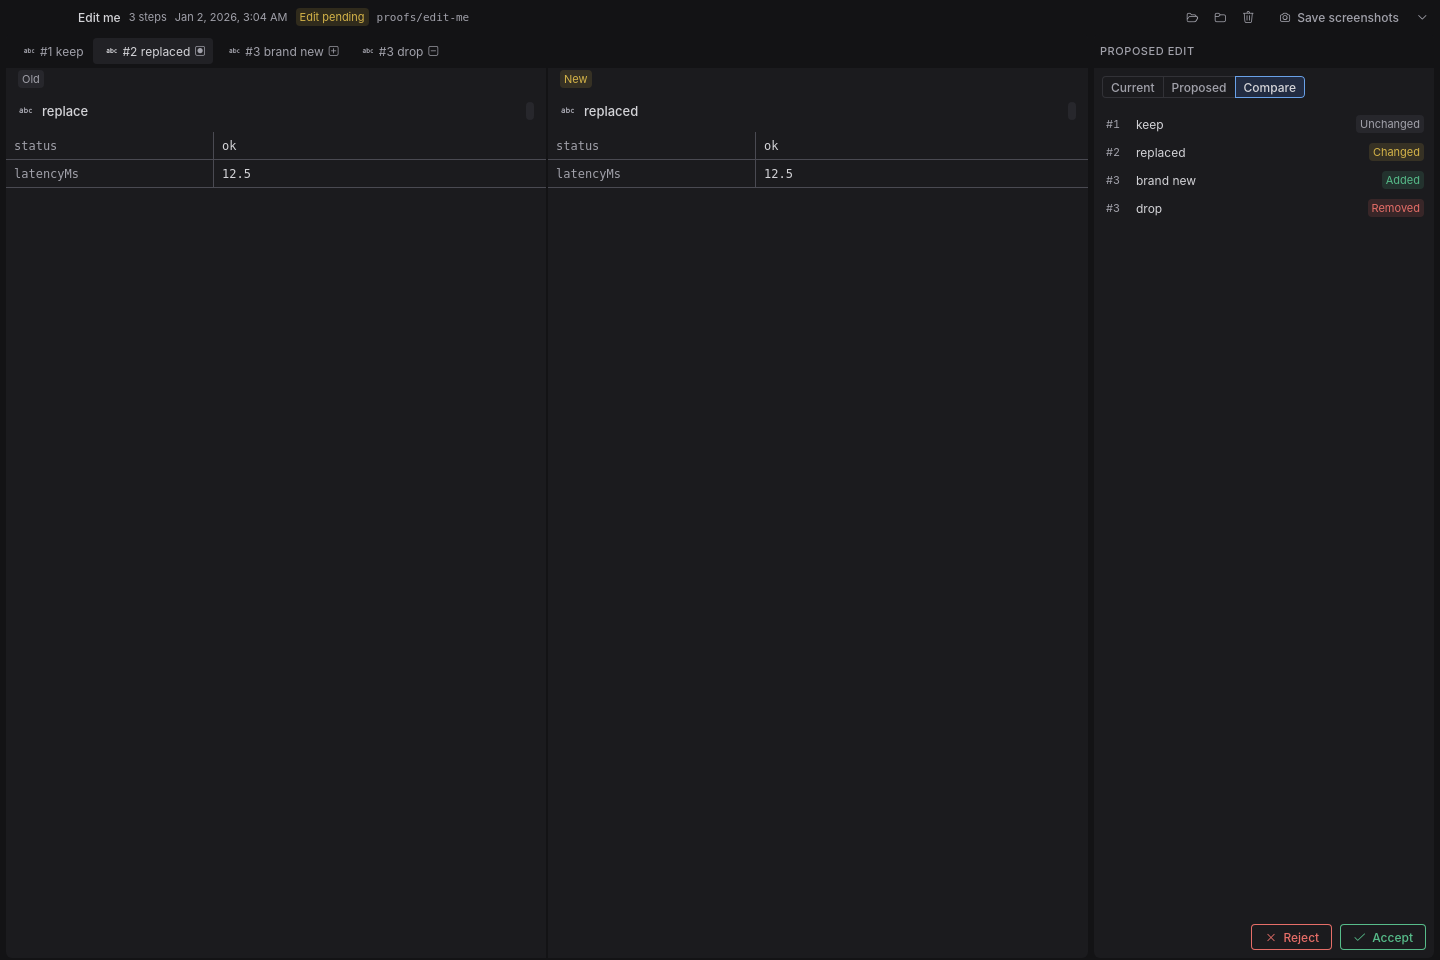 Edit me 3 steps Jan 2, 2026, 3:04 AM Edit pending proofs/edit-me Save screenshots
abc #1 keep abc #2 replaced abc #3 brand new abc #3 drop
PROPOSED EDIT
Old
abc replace
status ok
latencyMs 12.5
New
abc replaced
status ok
latencyMs 12.5
Current Proposed Compare
#1 keep Unchanged
#2 replaced Changed
#3 brand new Added
#3 drop Removed
Reject Accept